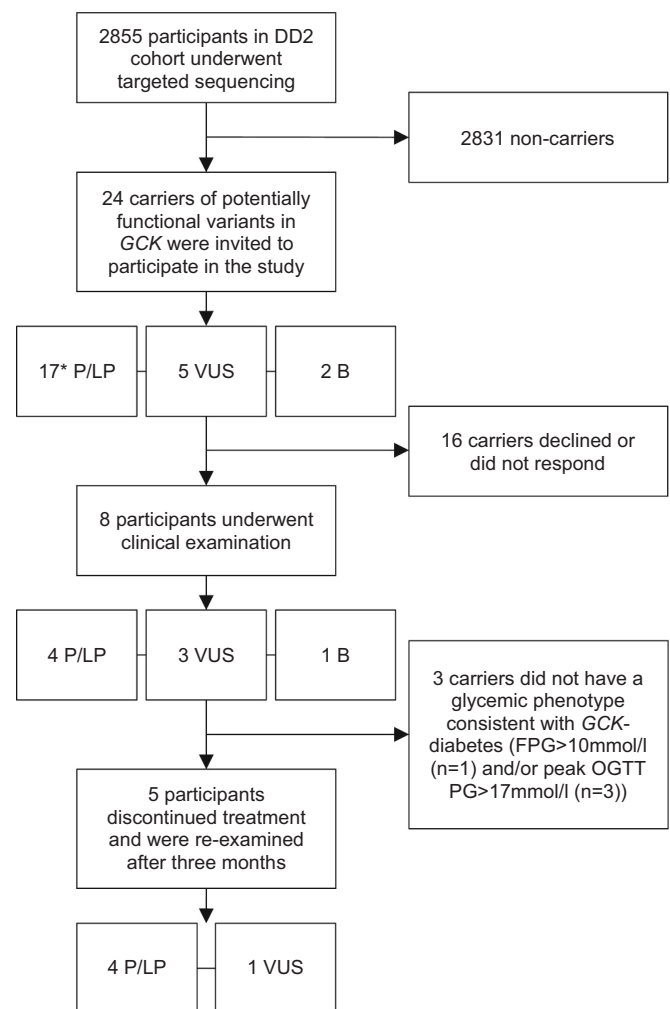 2855 participants in DD2
cohort underwent
targeted sequencing
2831 non-carriers
24 carriers of potentially
functional variants in
GCK were invited to
participate in the study
17* P/LP
5 VUS
2 B
16 carriers declined or
did not respond
8 participants underwent
clinical examination
4 P/LP
3 VUS
1 B
3 carriers did not have a
glycemic phenotype
consistent with GCK-
diabetes (FPG>10mmol/l
(n=1) and/or peak OGTT
PG>17mmol/l (n=3))
5 participants
discontinued treatment
and were re-examined
after three months
4 P/LP
1 VUS